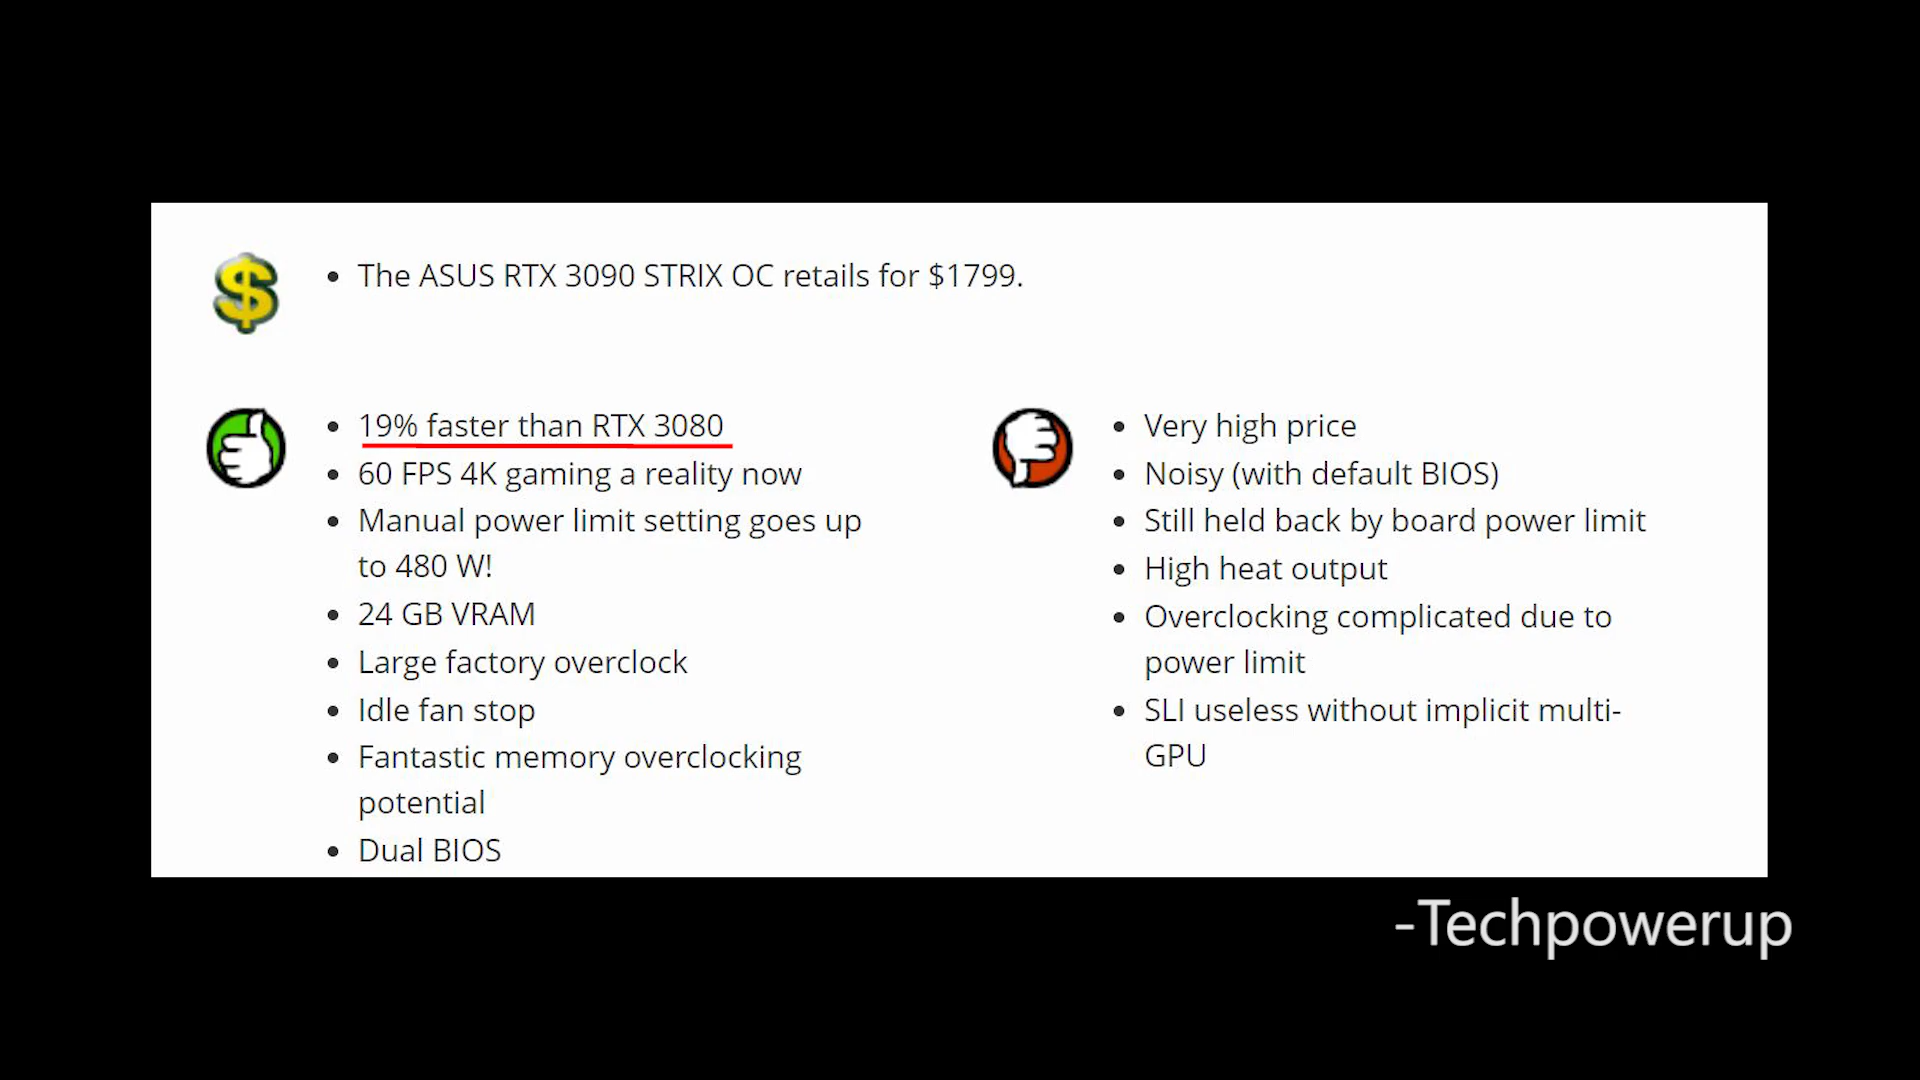 The ASUS RTX 3090 STRIX OC retails for $1799.
19% faster than RTX 3080
60 FPS 4K gaming a reality now
Manual power limit setting goes up
to 480 W!
24 GB VRAM
Large factory overclock
Idle fan stop
Fantastic memory overclocking
potential
Dual BIOS
Very high price
Noisy (with default BIOS)
Still held back by board power limit
High heat output
Overclocking complicated due to
power limit
SLI useless without implicit multi-
GPU
-Techpowerup